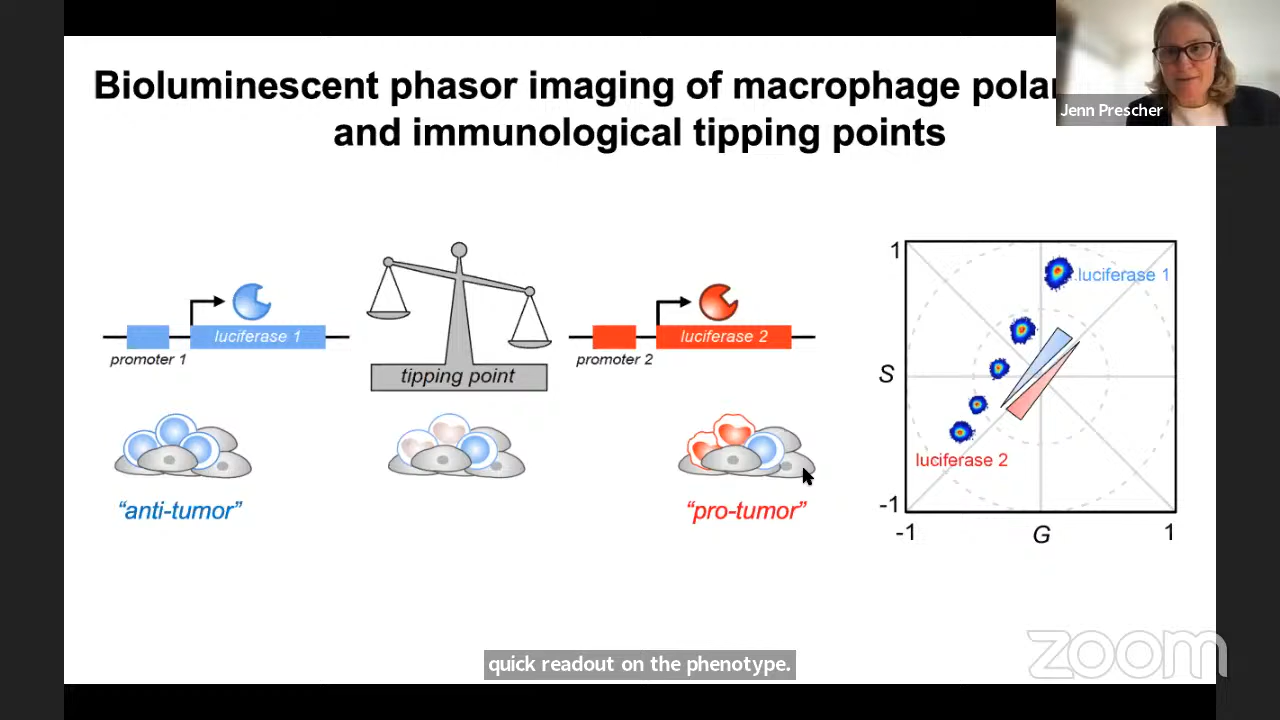 Bioluminescent phasor imaging of macrophage
and immunological tipping points
Jenn Prescher
luciferase 1
promoter 1
tipping point
luciferase 2
promoter 2
"anti-tumor"
"pro-tumor"
1
luciferase 1
S
luciferase 2
-1
-1
G
1
quick readout on the phenotype.
zoom